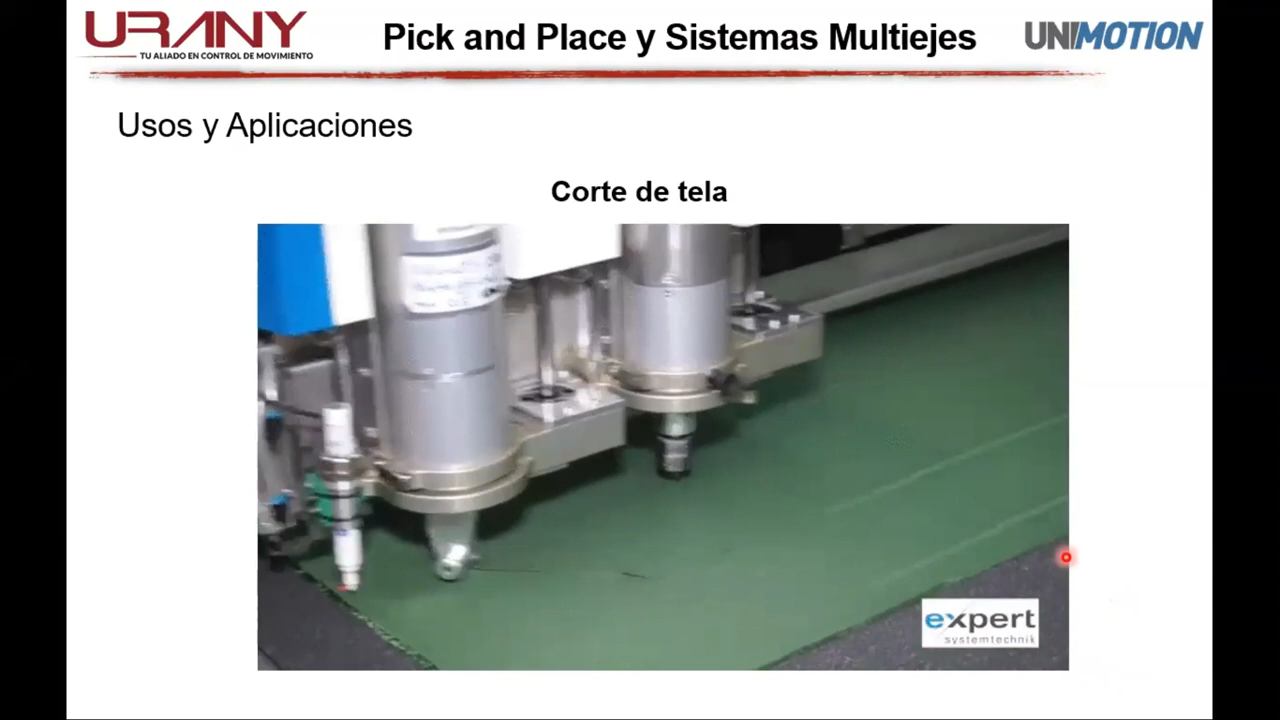 URANY
TU ALIADO EN CONTROL DE MOVIMIENTO
Pick and Place y Sistemas Multiejes
UNIMOTION
Usos y Aplicaciones
Corte de tela
expert
systemtechnik